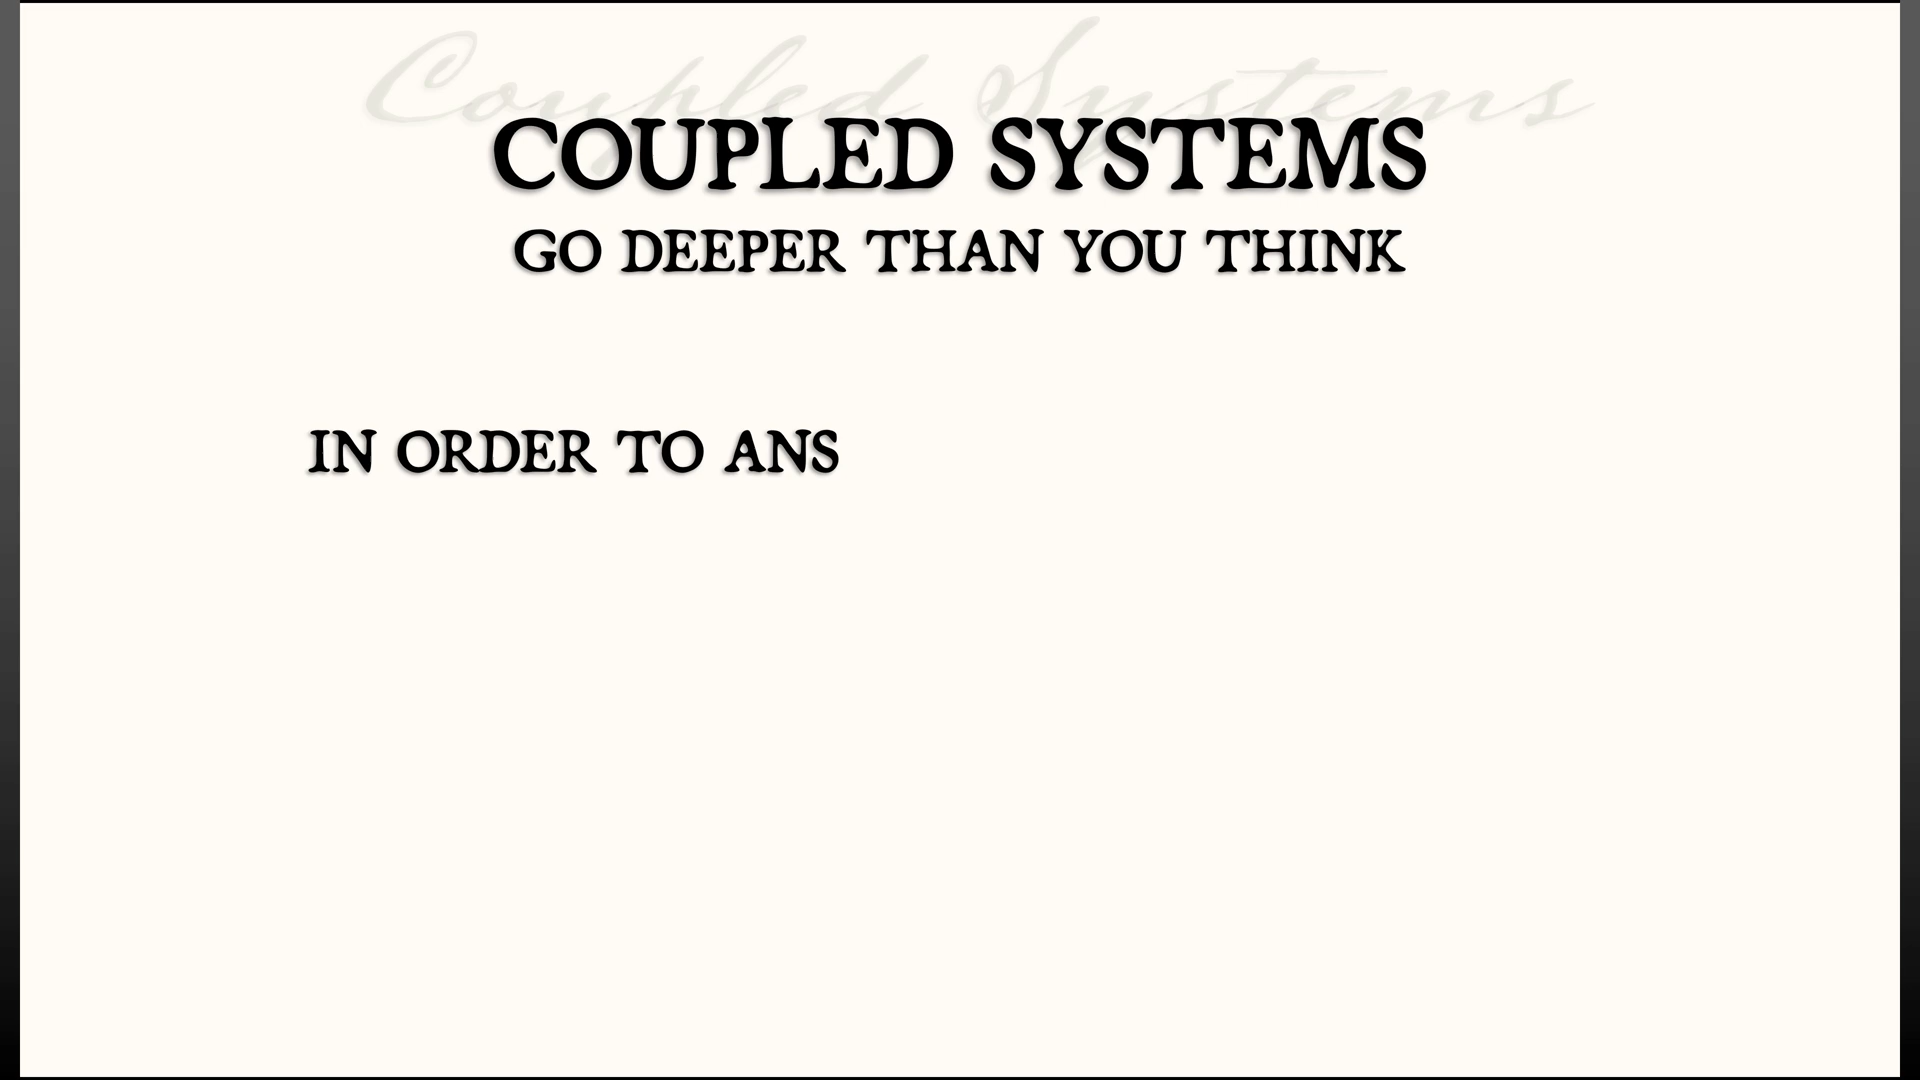 Coupled Systems
COUPLED SYSTEMS
GO DEEPER THAN YOU THINK
IN ORDER TO ANS